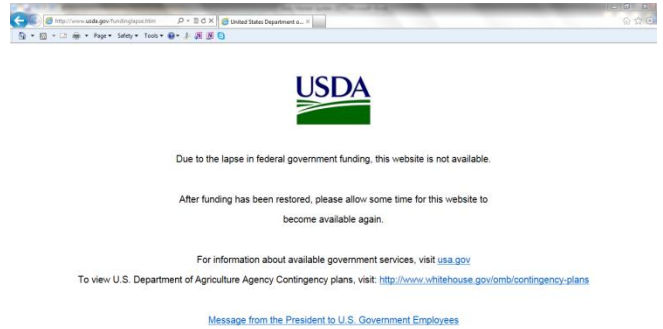 http://www.usda.gov/fundinglapse.htm
United States Department o...
Page Safety Tools
USDA
Due to the lapse in federal government funding, this website is not available.
After funding has been restored, please allow some time for this website to
become available again.
For information about available government services, visit usa.gov
To view U.S. Department of Agriculture Agency Contingency plans, visit: http://www.whitehouse.gov/omb/contingency-plans
Message from the President to U.S. Government Employees